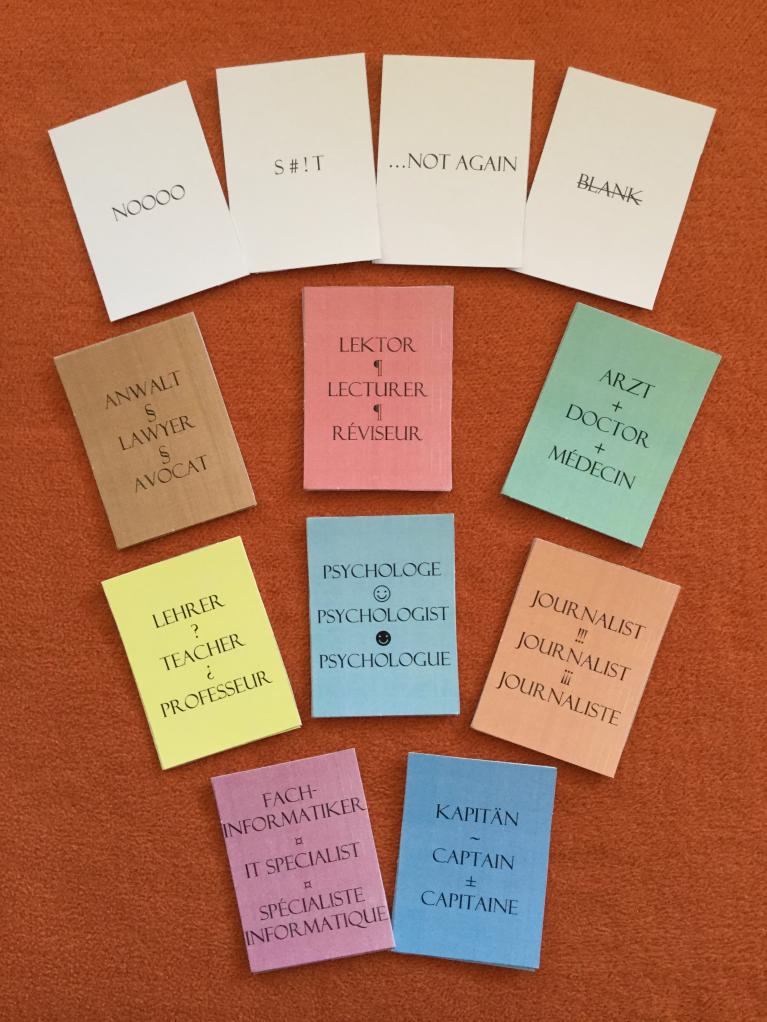 NOOOO
S#!T
...NOT AGAIN
BLANK
ANWALT
§
LAWYER
§
AVOCAT
LEKTOR
¶
LECTURER
¶
RÉVISEUR
ARZT
+
DOCTOR
+
MÉDECIN
LEHRER
?
TEACHER
¿
PROFESSEUR
PSYCHOLOGE
☺
PSYCHOLOGIST
☻
PSYCHOLOGUE
JOURNALIST
!!!
JOURNALIST
¡¡¡
JOURNALISTE
FACH-
INFORMATIKER
¤
IT SPECIALIST
¤
SPÉCIALISTE
INFORMATIQUE
KAPITÄN
~
CAPTAIN
±
CAPITAINE